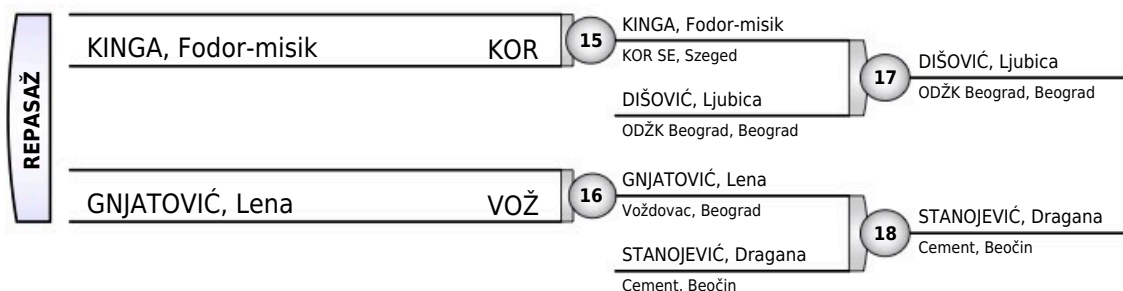 REPASAŽ
KINGA, Fodor-misik KOR
15
KINGA, Fodor-misik
KOR SE, Szeged
DIŠOVIĆ, Ljubica
ODŽK Beograd, Beograd
17
DIŠOVIĆ, Ljubica
ODŽK Beograd, Beograd
GNJATOVIĆ, Lena VOŽ
16
GNJATOVIĆ, Lena
Voždovac, Beograd
STANOJEVIĆ, Dragana
Cement, Beočin
18
STANOJEVIĆ, Dragana
Cement, Beočin